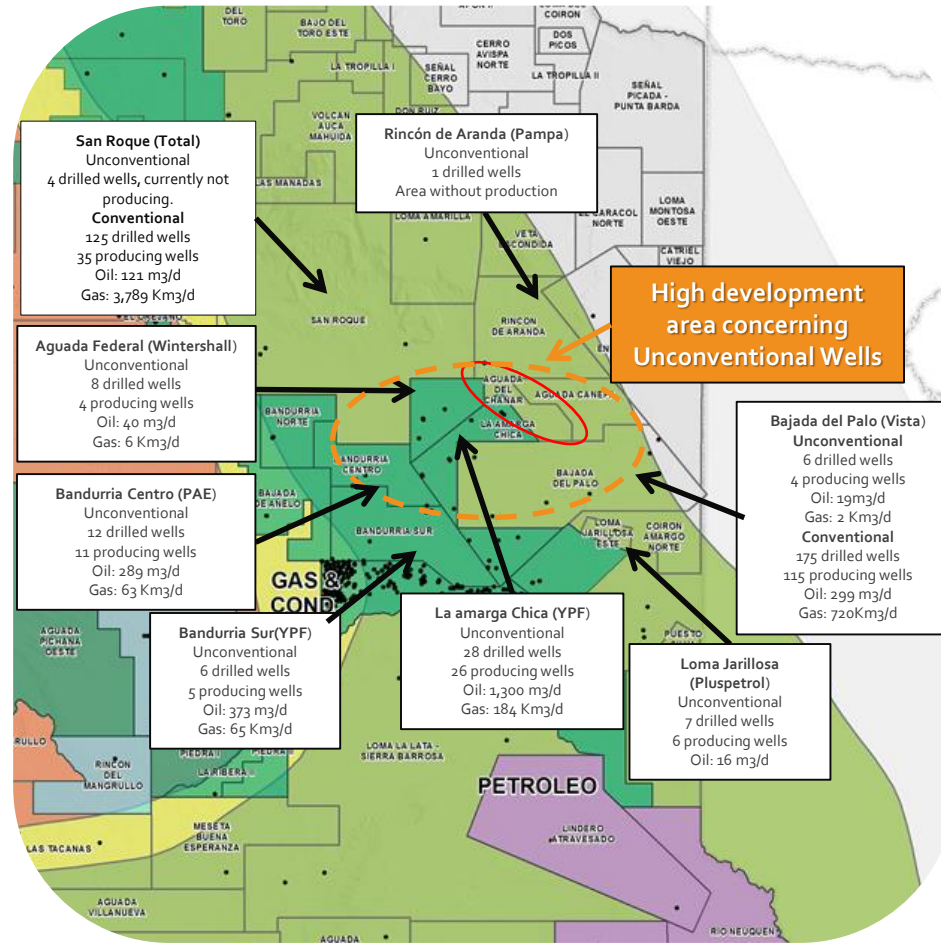 DEL
TORO
BAJO DEL
TORO ESTE
LOMA DEL
COIRON
DOS
PICOS
CERRO
AVISPA
NORTE
LA TROPILLA I
SEÑAL
CERRO
BAYO
LA TROPILLA II
SEÑAL
PICADA -
PUNTA BARDA
VOLCAN
AUCA
MAHUIDA
DON RUIZ
San Roque (Total)
Unconventional
4 drilled wells, currently not
producing.
Conventional
125 drilled wells
35 producing wells
Oil: 121 m3/d
Gas: 3,789 Km3/d
Rincón de Aranda (Pampa)
Unconventional
1 drilled wells
Area without production
LAS MANADAS
LOMA AMARILLA
VETA
ESCONDIDA
EL CARACOL
NORTE
LOMA
MONTOSA
OESTE
CATRIEL
VIEJO
EL OREJANO
SAN ROQUE
RINCON
DE ARANDA
High development
area concerning
Unconventional Wells
EN
Aguada Federal (Wintershall)
Unconventional
8 drilled wells
4 producing wells
Oil: 40 m3/d
Gas: 6 Km3/d
AGUADA
DEL
CHAÑAR
AGUADA CANE
LA AMARGA
CHICA
BANDURRIA
NORTE
BANDURRIA
CENTRO
BAJADA
DEL PALO
Bajada del Palo (Vista)
Unconventional
6 drilled wells
4 producing wells
Oil: 19m3/d
Gas: 2 Km3/d
Conventional
175 drilled wells
115 producing wells
Oil: 299 m3/d
Gas: 720Km3/d
Bandurria Centro (PAE)
Unconventional
12 drilled wells
11 producing wells
Oil: 289 m3/d
Gas: 63 Km3/d
BAJADA
DE AÑELO
BANDURRIA SUR
LOMA
JARILLOSA
ESTE
COIRON
AMARGO
NORTE
GAS &
COND
AGUADA
PICHANA
OESTE
PUESTO
Bandurria Sur(YPF)
Unconventional
6 drilled wells
5 producing wells
Oil: 373 m3/d
Gas: 65 Km3/d
La amarga Chica (YPF)
Unconventional
28 drilled wells
26 producing wells
Oil: 1,300 m3/d
Gas: 184 Km3/d
Loma Jarillosa
(Pluspetrol)
Unconventional
7 drilled wells
6 producing wells
Oil: 16 m3/d
RULLO
RINCON
DEL
MANGRULLO
PIEDRA I
PIEDRA
LA RIBERA
LOMA LA LATA -
SIERRA BARROSA
PETROLEO
LAS TACANAS
MESETA
BUENA
ESPERANZA
LINDERO
ATRAVESADO
AGUADA
VILLANUEVA
AGUADA
RIO NEUQUEN